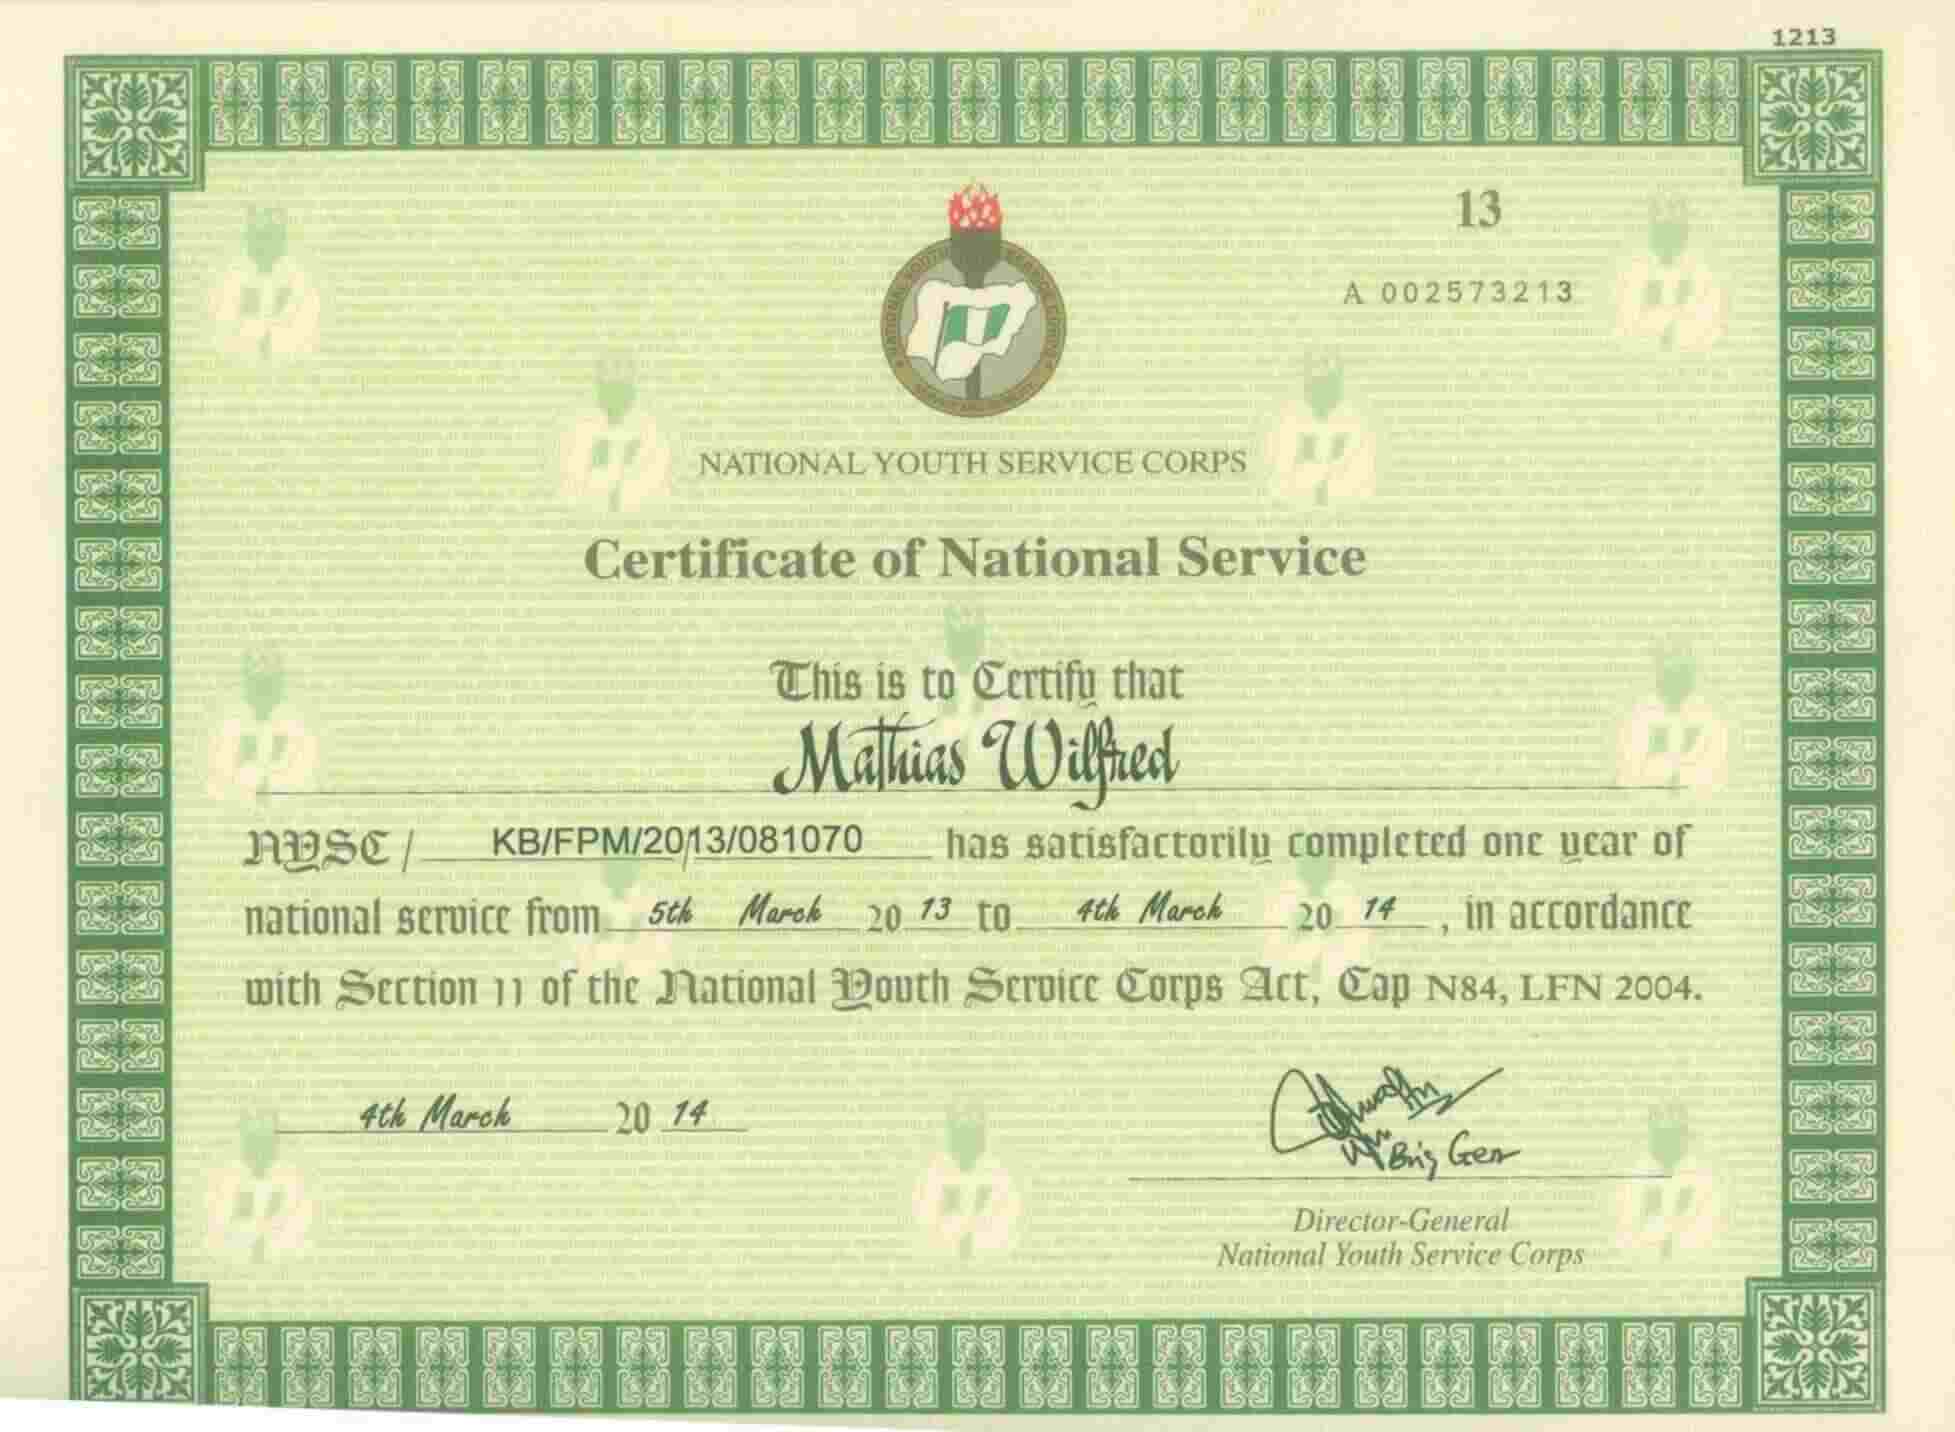 1213
13
A 002573213
NATIONAL YOUTH SERVICE CORPS
Certificate of National Service
This is to Certify that
Mathias Wilfred
NYSC / KB/FPM/2013/081070 has satisfactorily completed one year of
national service from 5th March 20 13 to 4th March 20 14 , in accordance
with Section 11 of the National Youth Service Corps Act, Cap N84, LFN 2004.
4th March 20 14
Brig Gen
Director-General
National Youth Service Corps